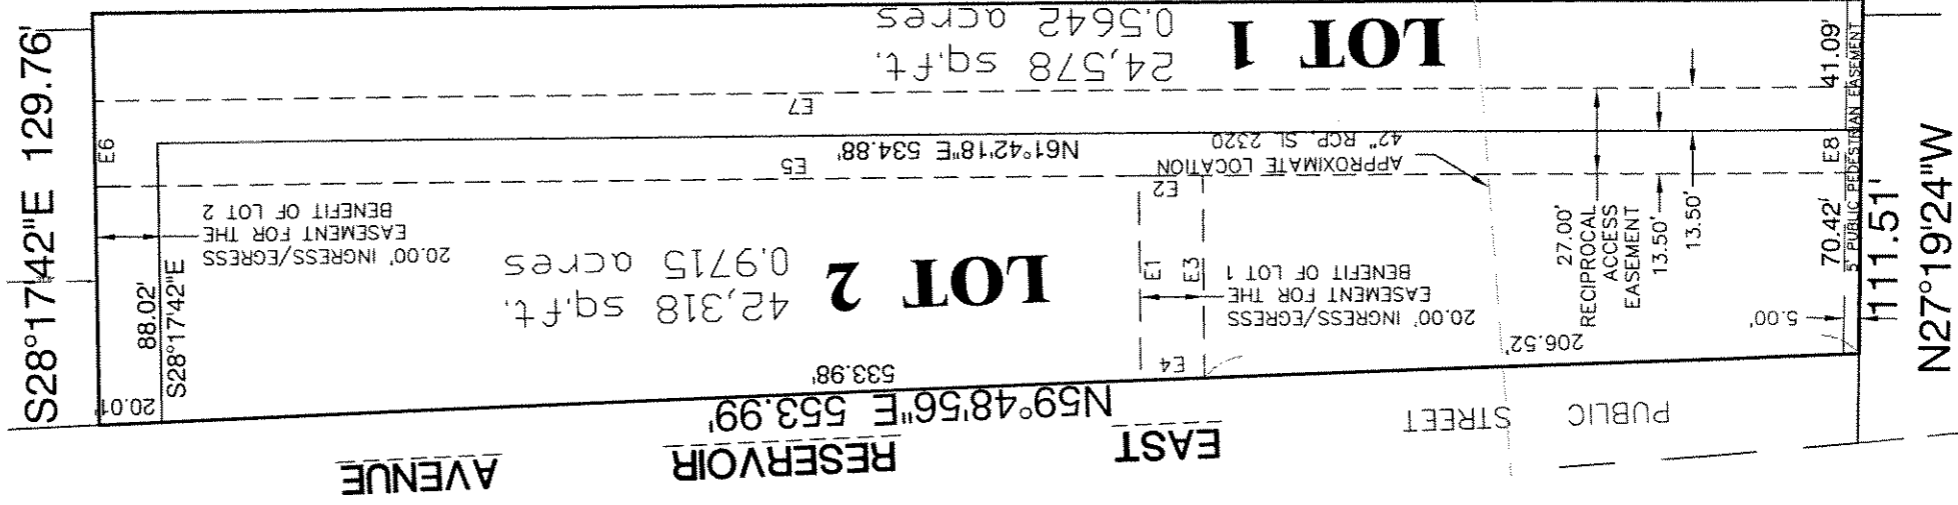 EAST RESERVOIR AVENUE
PUBLIC STREET
N59°48'56"E 553.99'
533.98'
20.01'
206.52'
5.00'
N27°19'24"W
111.51'
70.42'
41.09'
5' PUBLIC PEDESTRIAN EASEMENT
E8
27.00'
RECIPROCAL
ACCESS
EASEMENT
13.50'
13.50'
E4
E1
E3
E2
20.00' INGRESS/EGRESS
EASEMENT FOR THE
BENEFIT OF LOT 1
LOT 2
42,318 sq.ft.
0.9715 acres
20.00' INGRESS/EGRESS
EASEMENT FOR THE
BENEFIT OF LOT 2
88.02'
S28°17'42"E
S28°17'42"E 129.76'
APPROXIMATE LOCATION
42" RCP, SL 2320
E5
N61°42'18"E 534.88'
E6
E7
LOT 1
24,578 sq.ft.
0.5642 acres